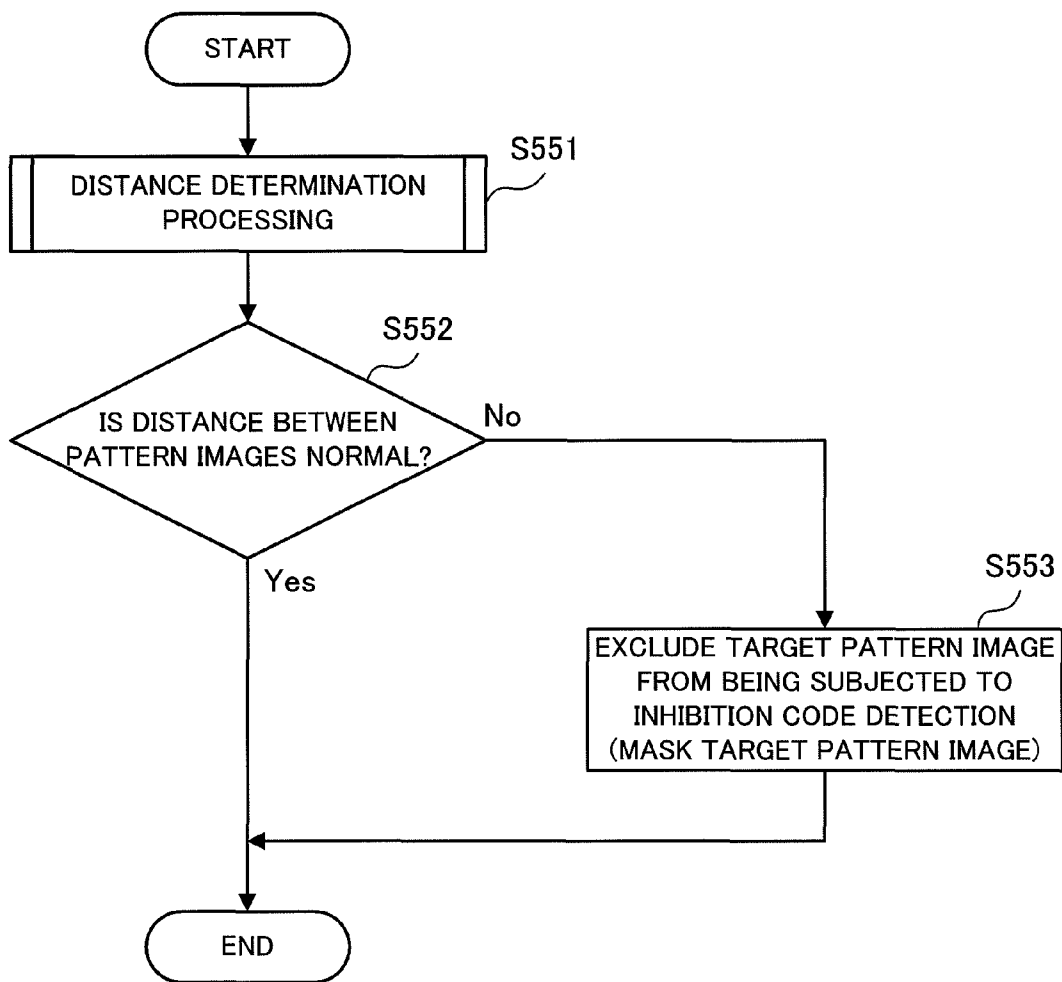 START
S551
DISTANCE DETERMINATION
PROCESSING
S552
IS DISTANCE BETWEEN
PATTERN IMAGES NORMAL?
No
Yes
S553
EXCLUDE TARGET PATTERN IMAGE
FROM BEING SUBJECTED TO
INHIBITION CODE DETECTION
(MASK TARGET PATTERN IMAGE)
END